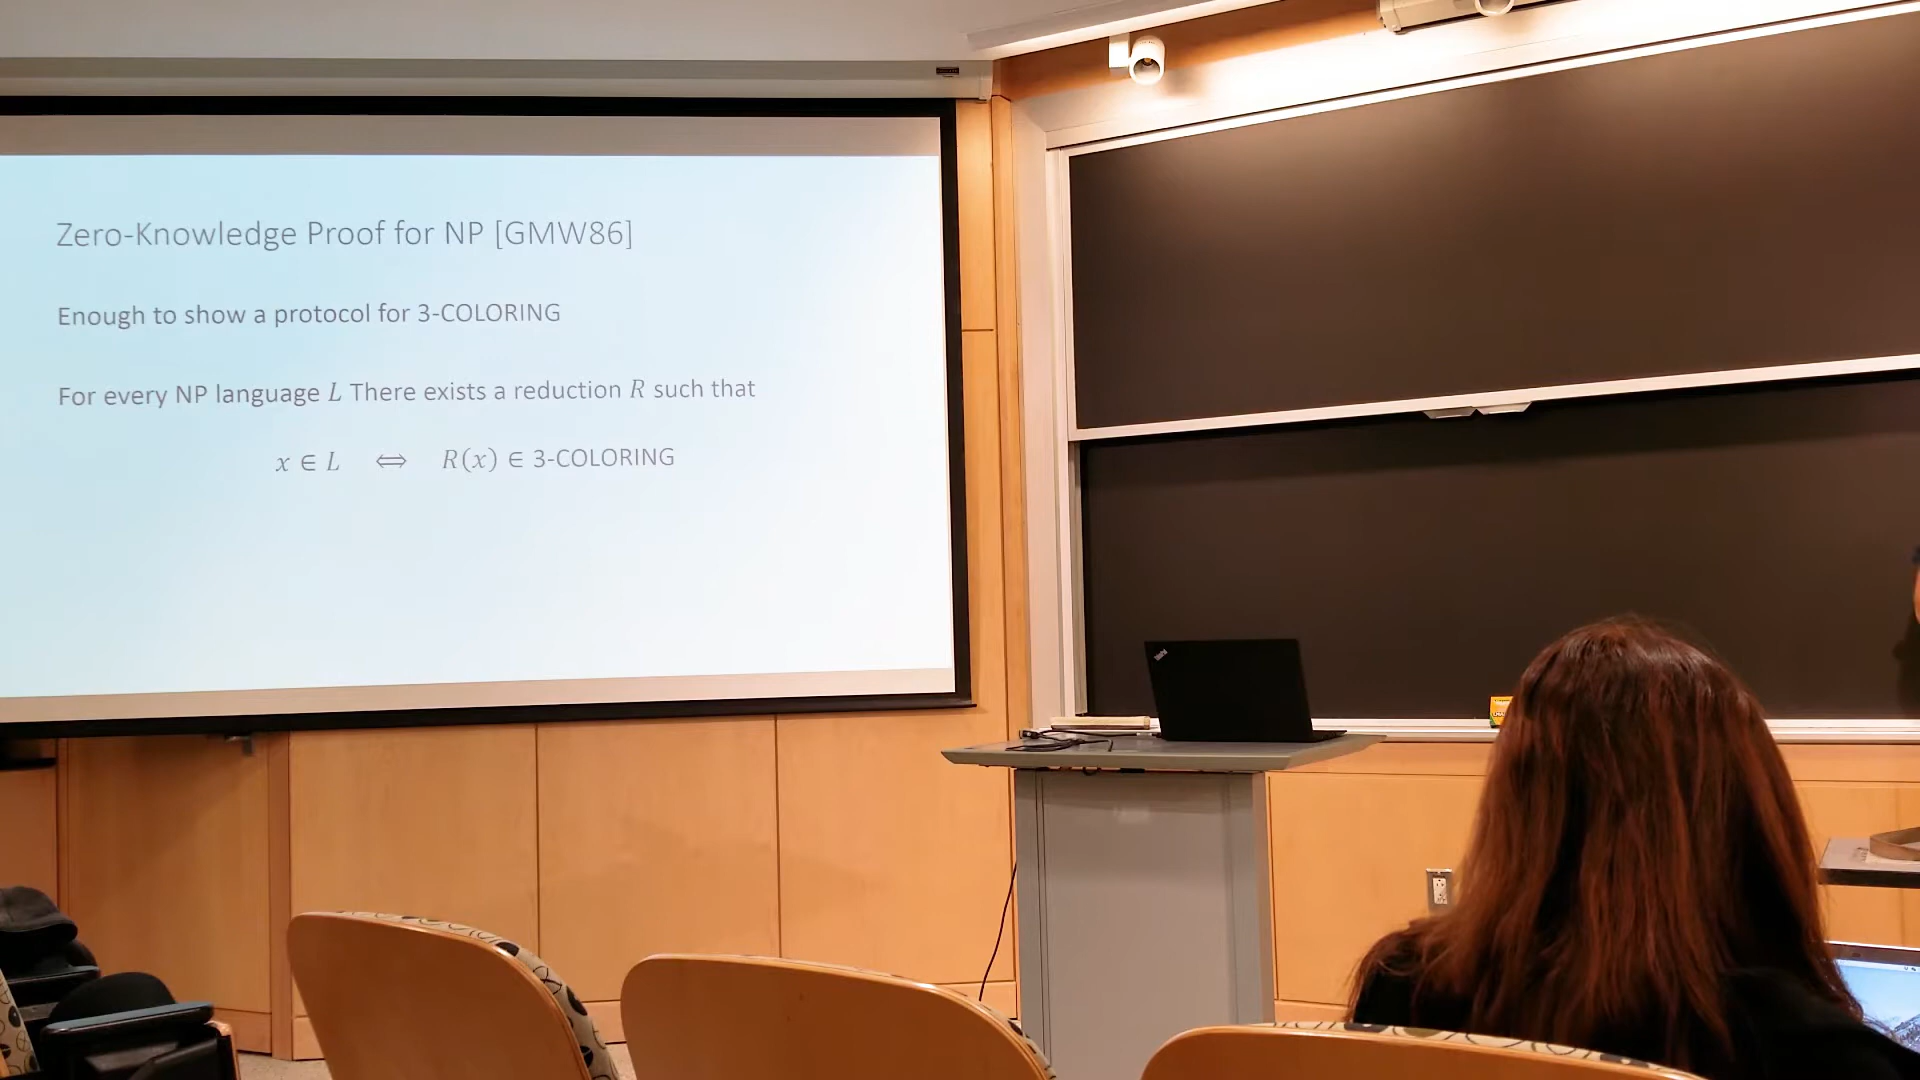 Zero-Knowledge Proof for NP [GMW86]
Enough to show a protocol for 3-COLORING
For every NP language L There exists a reduction R such that
x ∈ L ⟺ R(x) ∈ 3-COLORING
ThinkPad